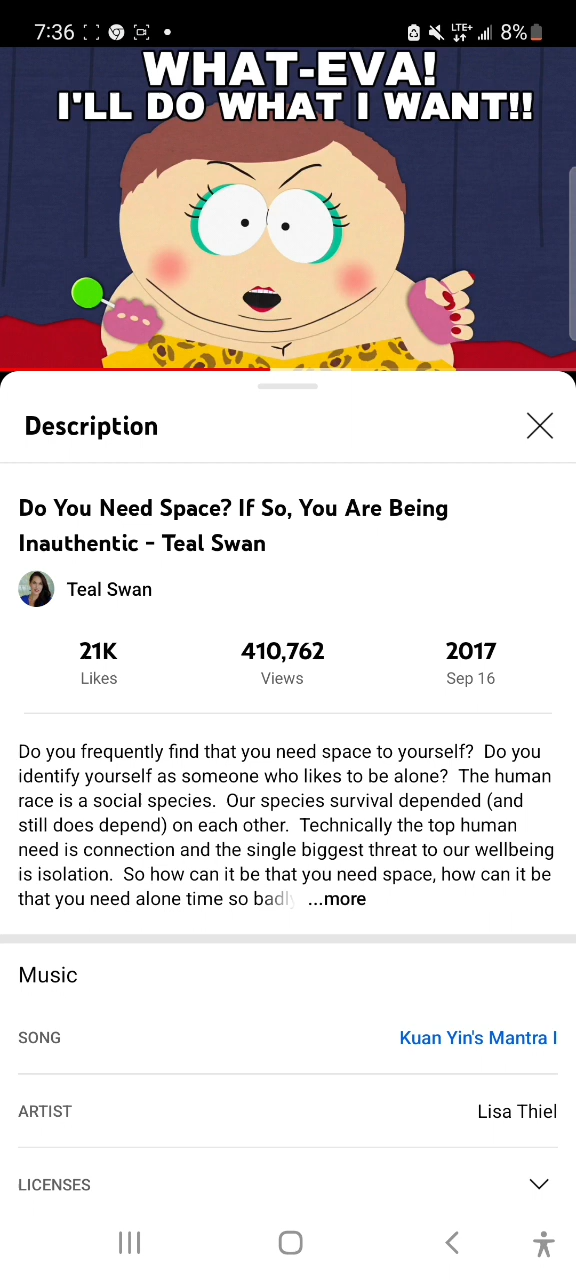 7:36
LTE+
8%
WHAT-EVA!
I'LL DO WHAT I WANT!!
Description
Do You Need Space? If So, You Are Being
Inauthentic - Teal Swan
Teal Swan
21K 410,762 2017
Likes Views Sep 16
Do you frequently find that you need space to yourself? Do you
identify yourself as someone who likes to be alone? The human
race is a social species. Our species survival depended (and
still does depend) on each other. Technically the top human
need is connection and the single biggest threat to our wellbeing
is isolation. So how can it be that you need space, how can it be
that you need alone time so badly ...more
Music
SONG Kuan Yin's Mantra I
ARTIST Lisa Thiel
LICENSES